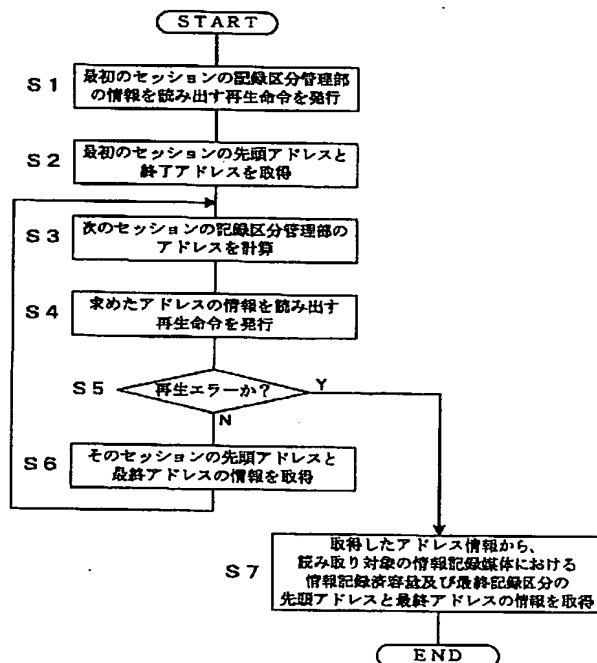 START
S1
最初のセッションの記録区分管理部
の情報を読み出す再生命令を発行
S2
最初のセッションの先頭アドレスと
終了アドレスを取得
S3
次のセッションの記録区分管理部の
アドレスを計算
S4
求めたアドレスの情報を読み出す
再生命令を発行
S5
再生エラーか?
Y
N
S6
そのセッションの先頭アドレスと
最終アドレスの情報を取得
S7
取得したアドレス情報から、
読み取り対象の情報記録媒体における
情報記録済容量及び最終記録区分の
先頭アドレスと最終アドレスの情報を取得
END